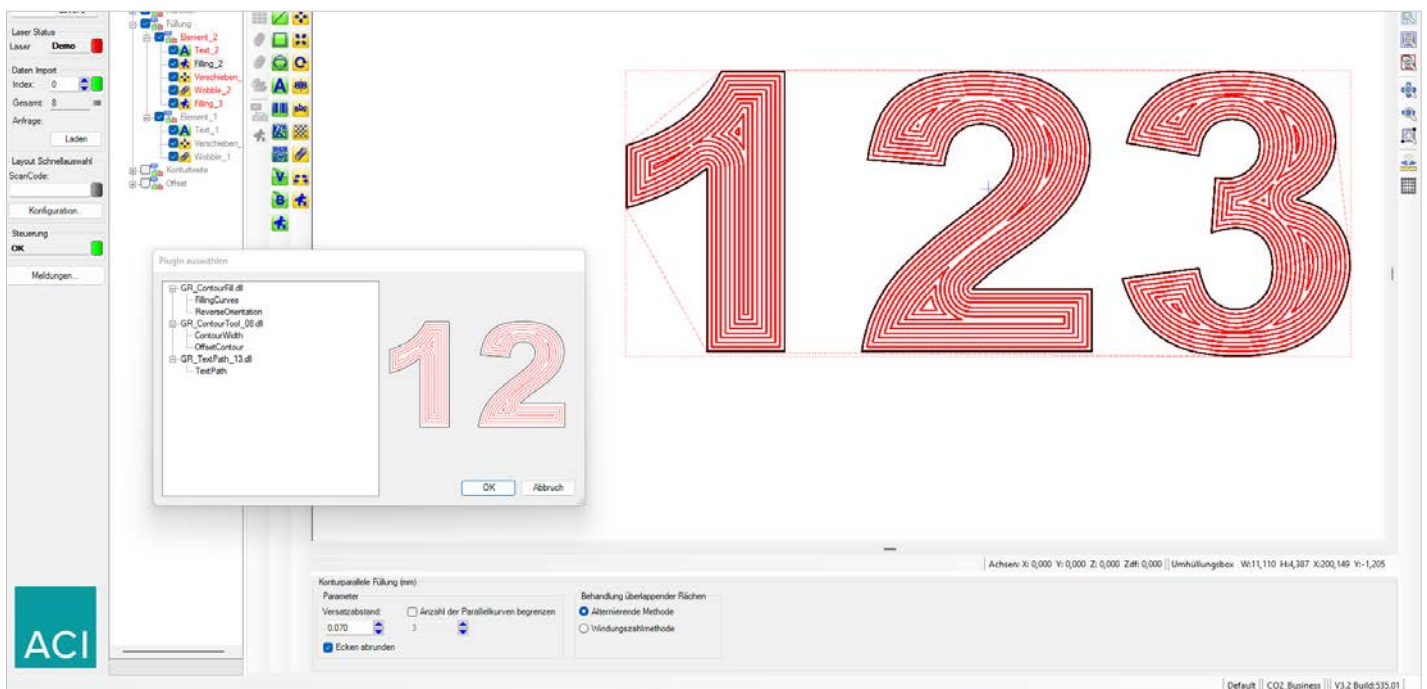 Laser Status
Laser Demo
Daten Import
Index: 0
Gesamt: 8
Anfrage:
Laden
Layout Schnellauswahl
ScanCode:
Konfiguration..
Steuerung
OK
Meldungen...
ACI
Füllung
Element_2
Text_2
Filling_2
Verschieben_
Wobble_2
Filling_3
Element_1
Text_1
Verschieben_
Wobble_1
Konturbreite
Offset
A
abc
V
B
123
Plugin auswählen
GR_ContourFill.dll
FillingCurves
ReverseOrientation
GR_ContourTool_08.dll
ContourWidth
OffsetContour
GR_TextPath_13.dll
TextPath
12
OK Abbruch
Achsen: X: 0,000 Y: 0,000 Z: 0,000 Zdf: 0,000 Umhüllungsbox W:11,110 H:4,387 X:200,149 Y:-1,205
Konturparallele Füllung (mm)
Parameter
Versatzabstand: Anzahl der Parallelkurven begrenzen
0.070 3
Ecken abrunden
Behandlung überlappender Flächen
Alternierende Methode
Windungszahlmethode
Default CO2_Business V3.2 Build:535.01